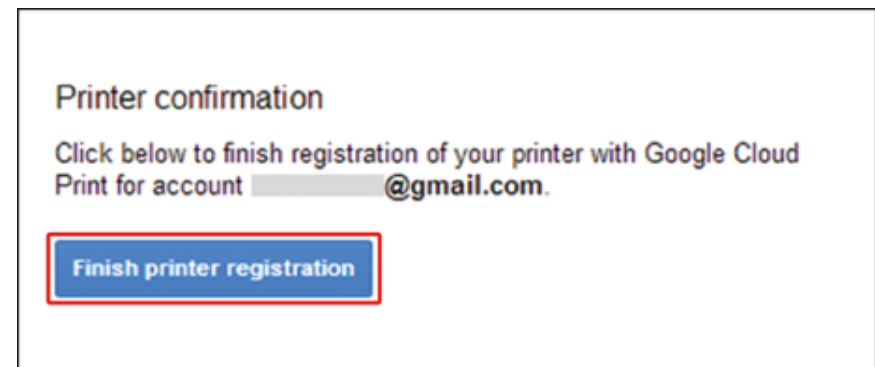 Printer confirmation
Click below to finish registration of your printer with Google Cloud
Print for account @gmail.com.
Finish printer registration